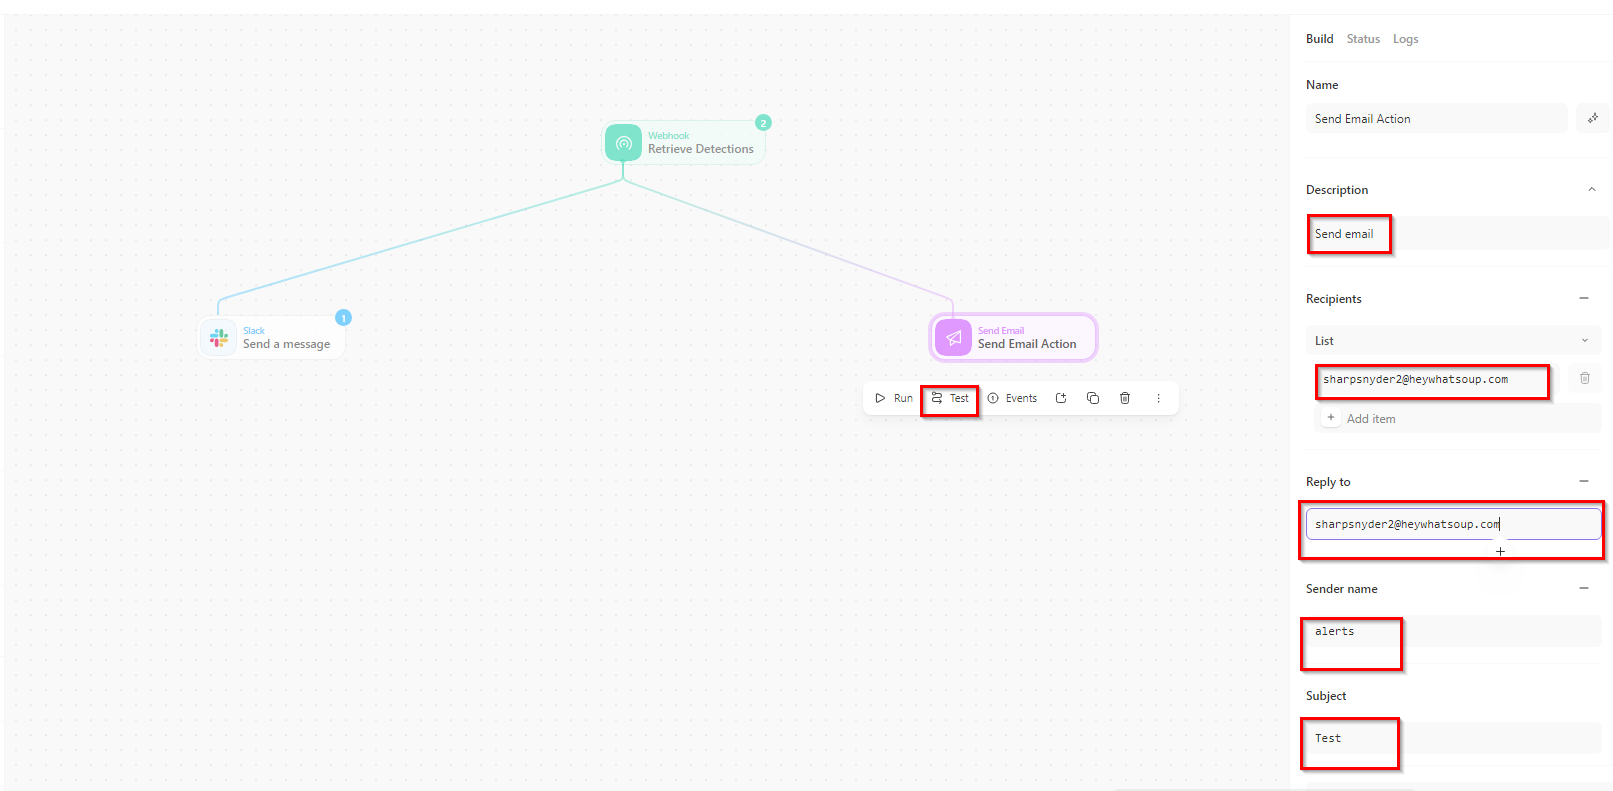 Build Status Logs
Name
Send Email Action
Description
Send email
Recipients
List
sharpsnyder2@heywhatsoup.com
+ Add item
Reply to
sharpsnyder2@heywhatsoup.com
+
Sender name
alerts
Subject
Test
2
Webhook
Retrieve Detections
1
Slack
Send a message
Send Email
Send Email Action
Run Test Events